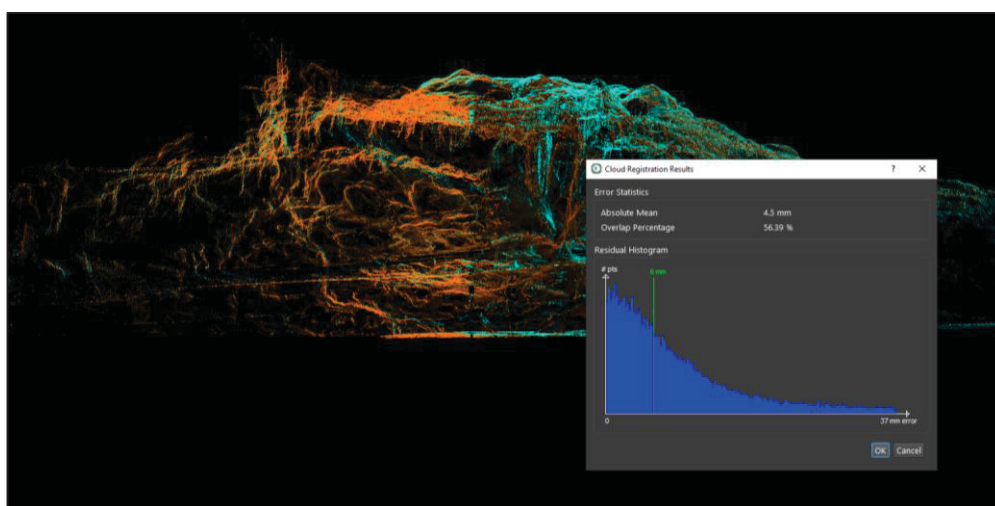 Cloud Registration Results
Error Statistics
Absolute Mean 4.5 mm
Overlap Percentage 56.39 %
Residual Histogram
# pts
6 mm
0 37 mm error
OK Cancel